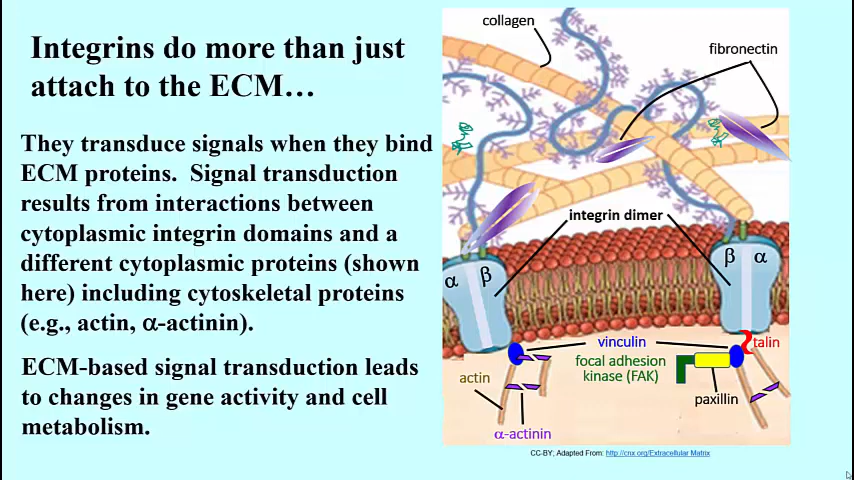 Integrins do more than just
attach to the ECM…
They transduce signals when they bind
ECM proteins. Signal transduction
results from interactions between
cytoplasmic integrin domains and a
different cytoplasmic proteins (shown
here) including cytoskeletal proteins
(e.g., actin, α-actinin).
ECM-based signal transduction leads
to changes in gene activity and cell
metabolism.
collagen
fibronectin
integrin dimer
α β
β α
vinculin
talin
focal adhesion
kinase (FAK)
actin
paxillin
α-actinin
CC-BY; Adapted From: http://cnx.org/Extracellular Matrix